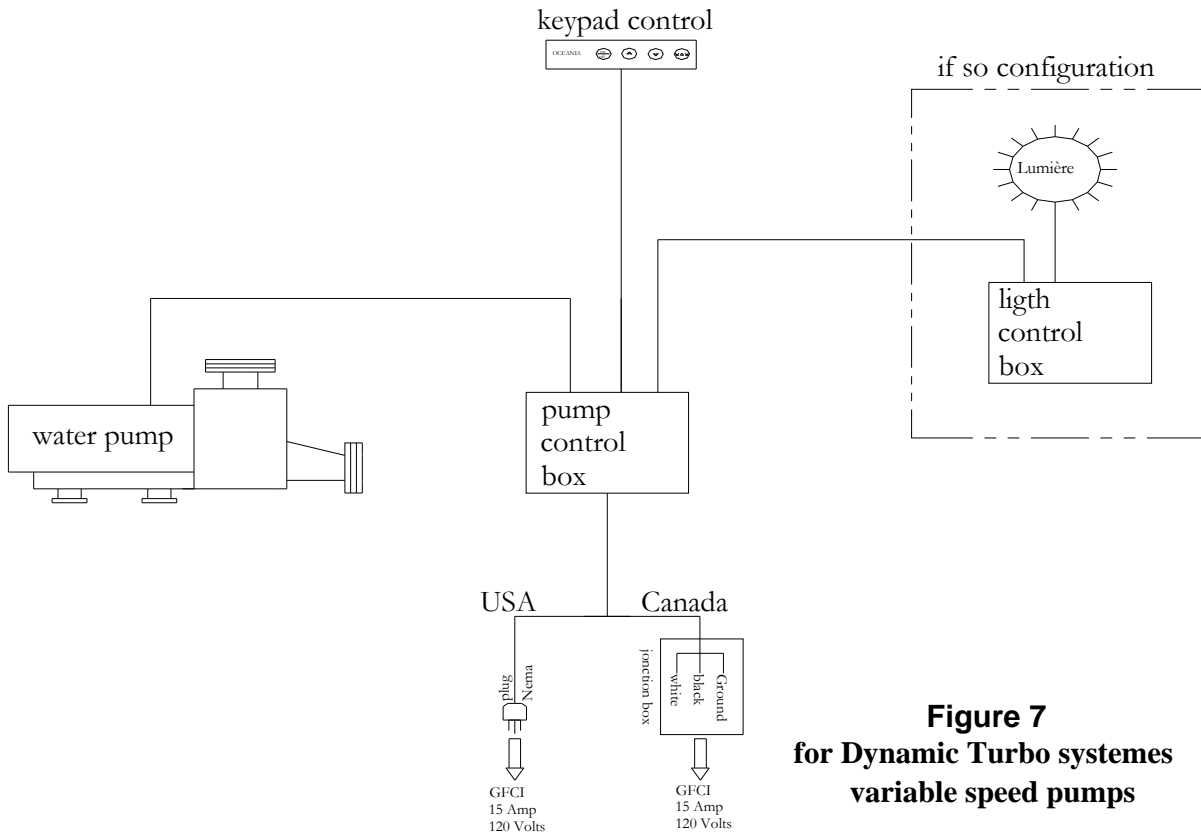 keypad control
OCEANIA
if so configuration
Lumière
ligth
control
box
water pump
pump
control
box
USA
Canada
plug
Nema
jonction box
white
black
Ground
GFCI
15 Amp
120 Volts
GFCI
15 Amp
120 Volts
Figure 7
for Dynamic Turbo systemes
variable speed pumps